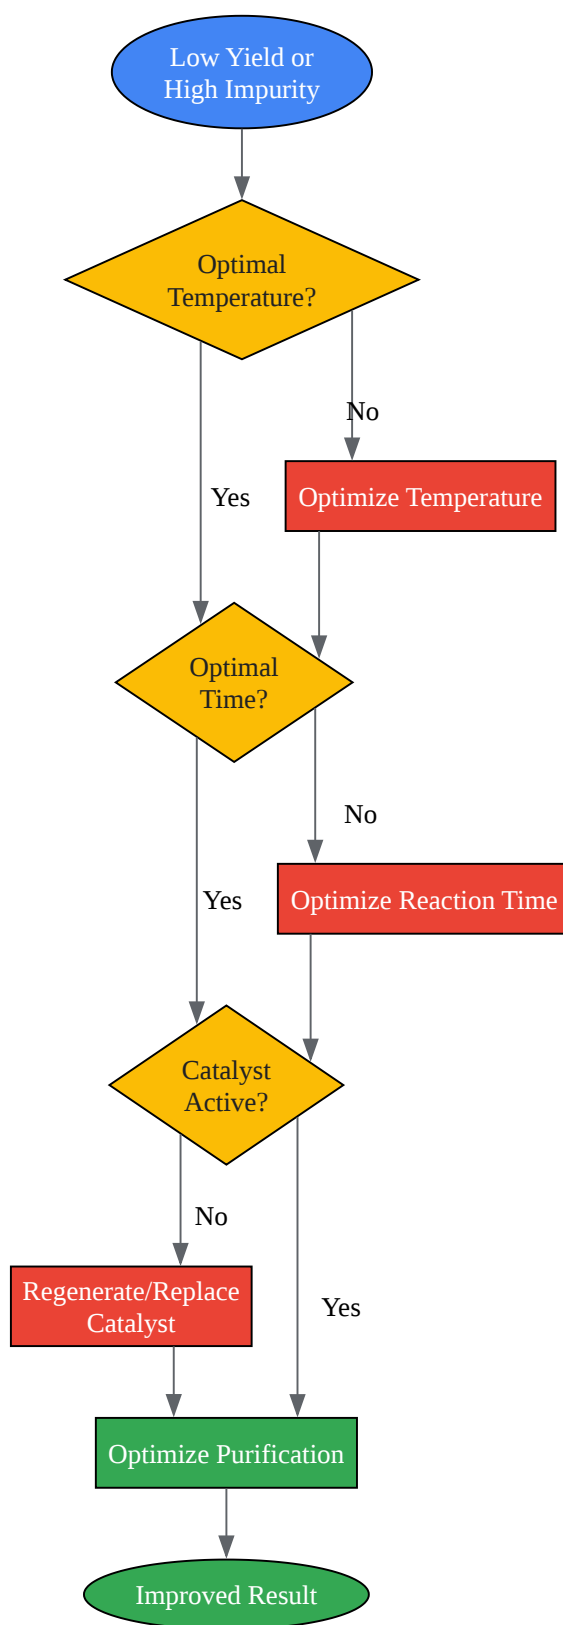 Low Yield or
High Impurity
Optimal
Temperature?
No
Yes
Optimize Temperature
Optimal
Time?
No
Yes
Optimize Reaction Time
Catalyst
Active?
No
Regenerate/Replace
Catalyst
Yes
Optimize Purification
Improved Result